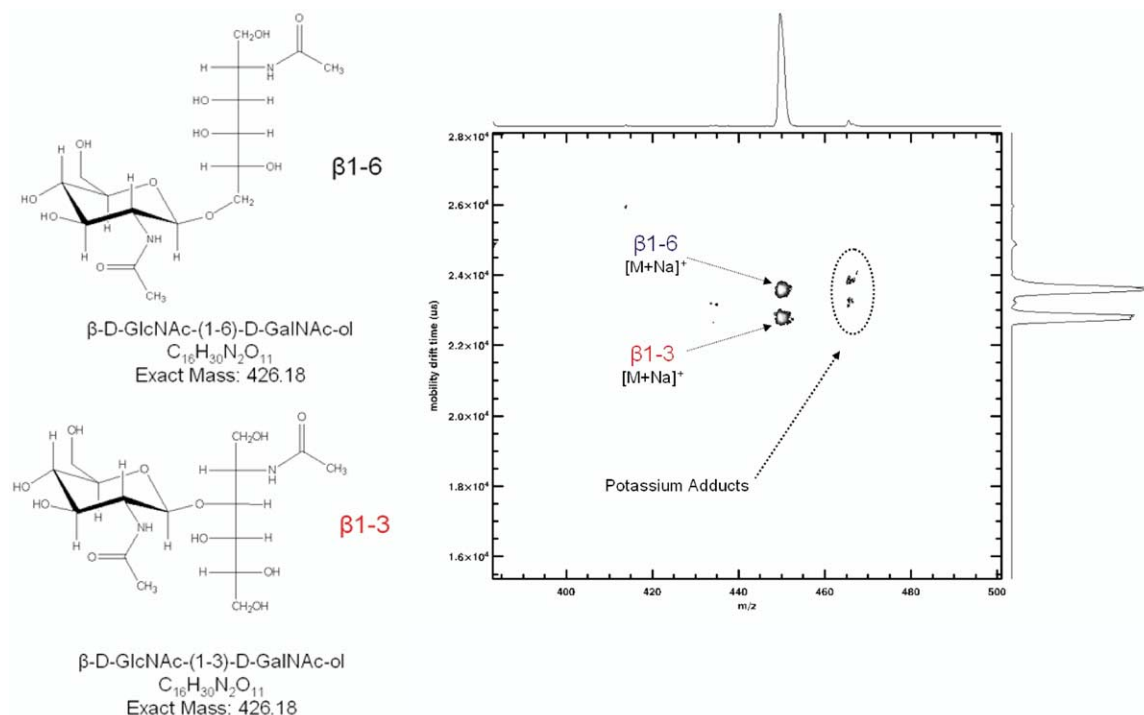 O
CH₂OH
H N CH₃
H
HO H
HO H
OH
H OH
β1-6
H O H CH₂
HO O
HO H
NH H
O
CH₃
β-D-GlcNAc-(1-6)-D-GalNAc-ol
C₁₆H₃₀N₂O₁₁
Exact Mass: 426.18
O
CH₂OH
OH
H N CH₃
H
H H O
HO O H
HO H
NH H HO H
β1-3
O
H OH
CH₃
CH₂OH
β-D-GlcNAc-(1-3)-D-GalNAc-ol
C₁₆H₃₀N₂O₁₁
Exact Mass: 426.18
mobility drift time (us)
2.8×10⁴
2.6×10⁴
2.4×10⁴
2.2×10⁴
2.0×10⁴
1.8×10⁴
1.6×10⁴
β1-6
[M+Na]⁺
β1-3
[M+Na]⁺
Potassium Adducts
400 420 440 460 480 500
m/z